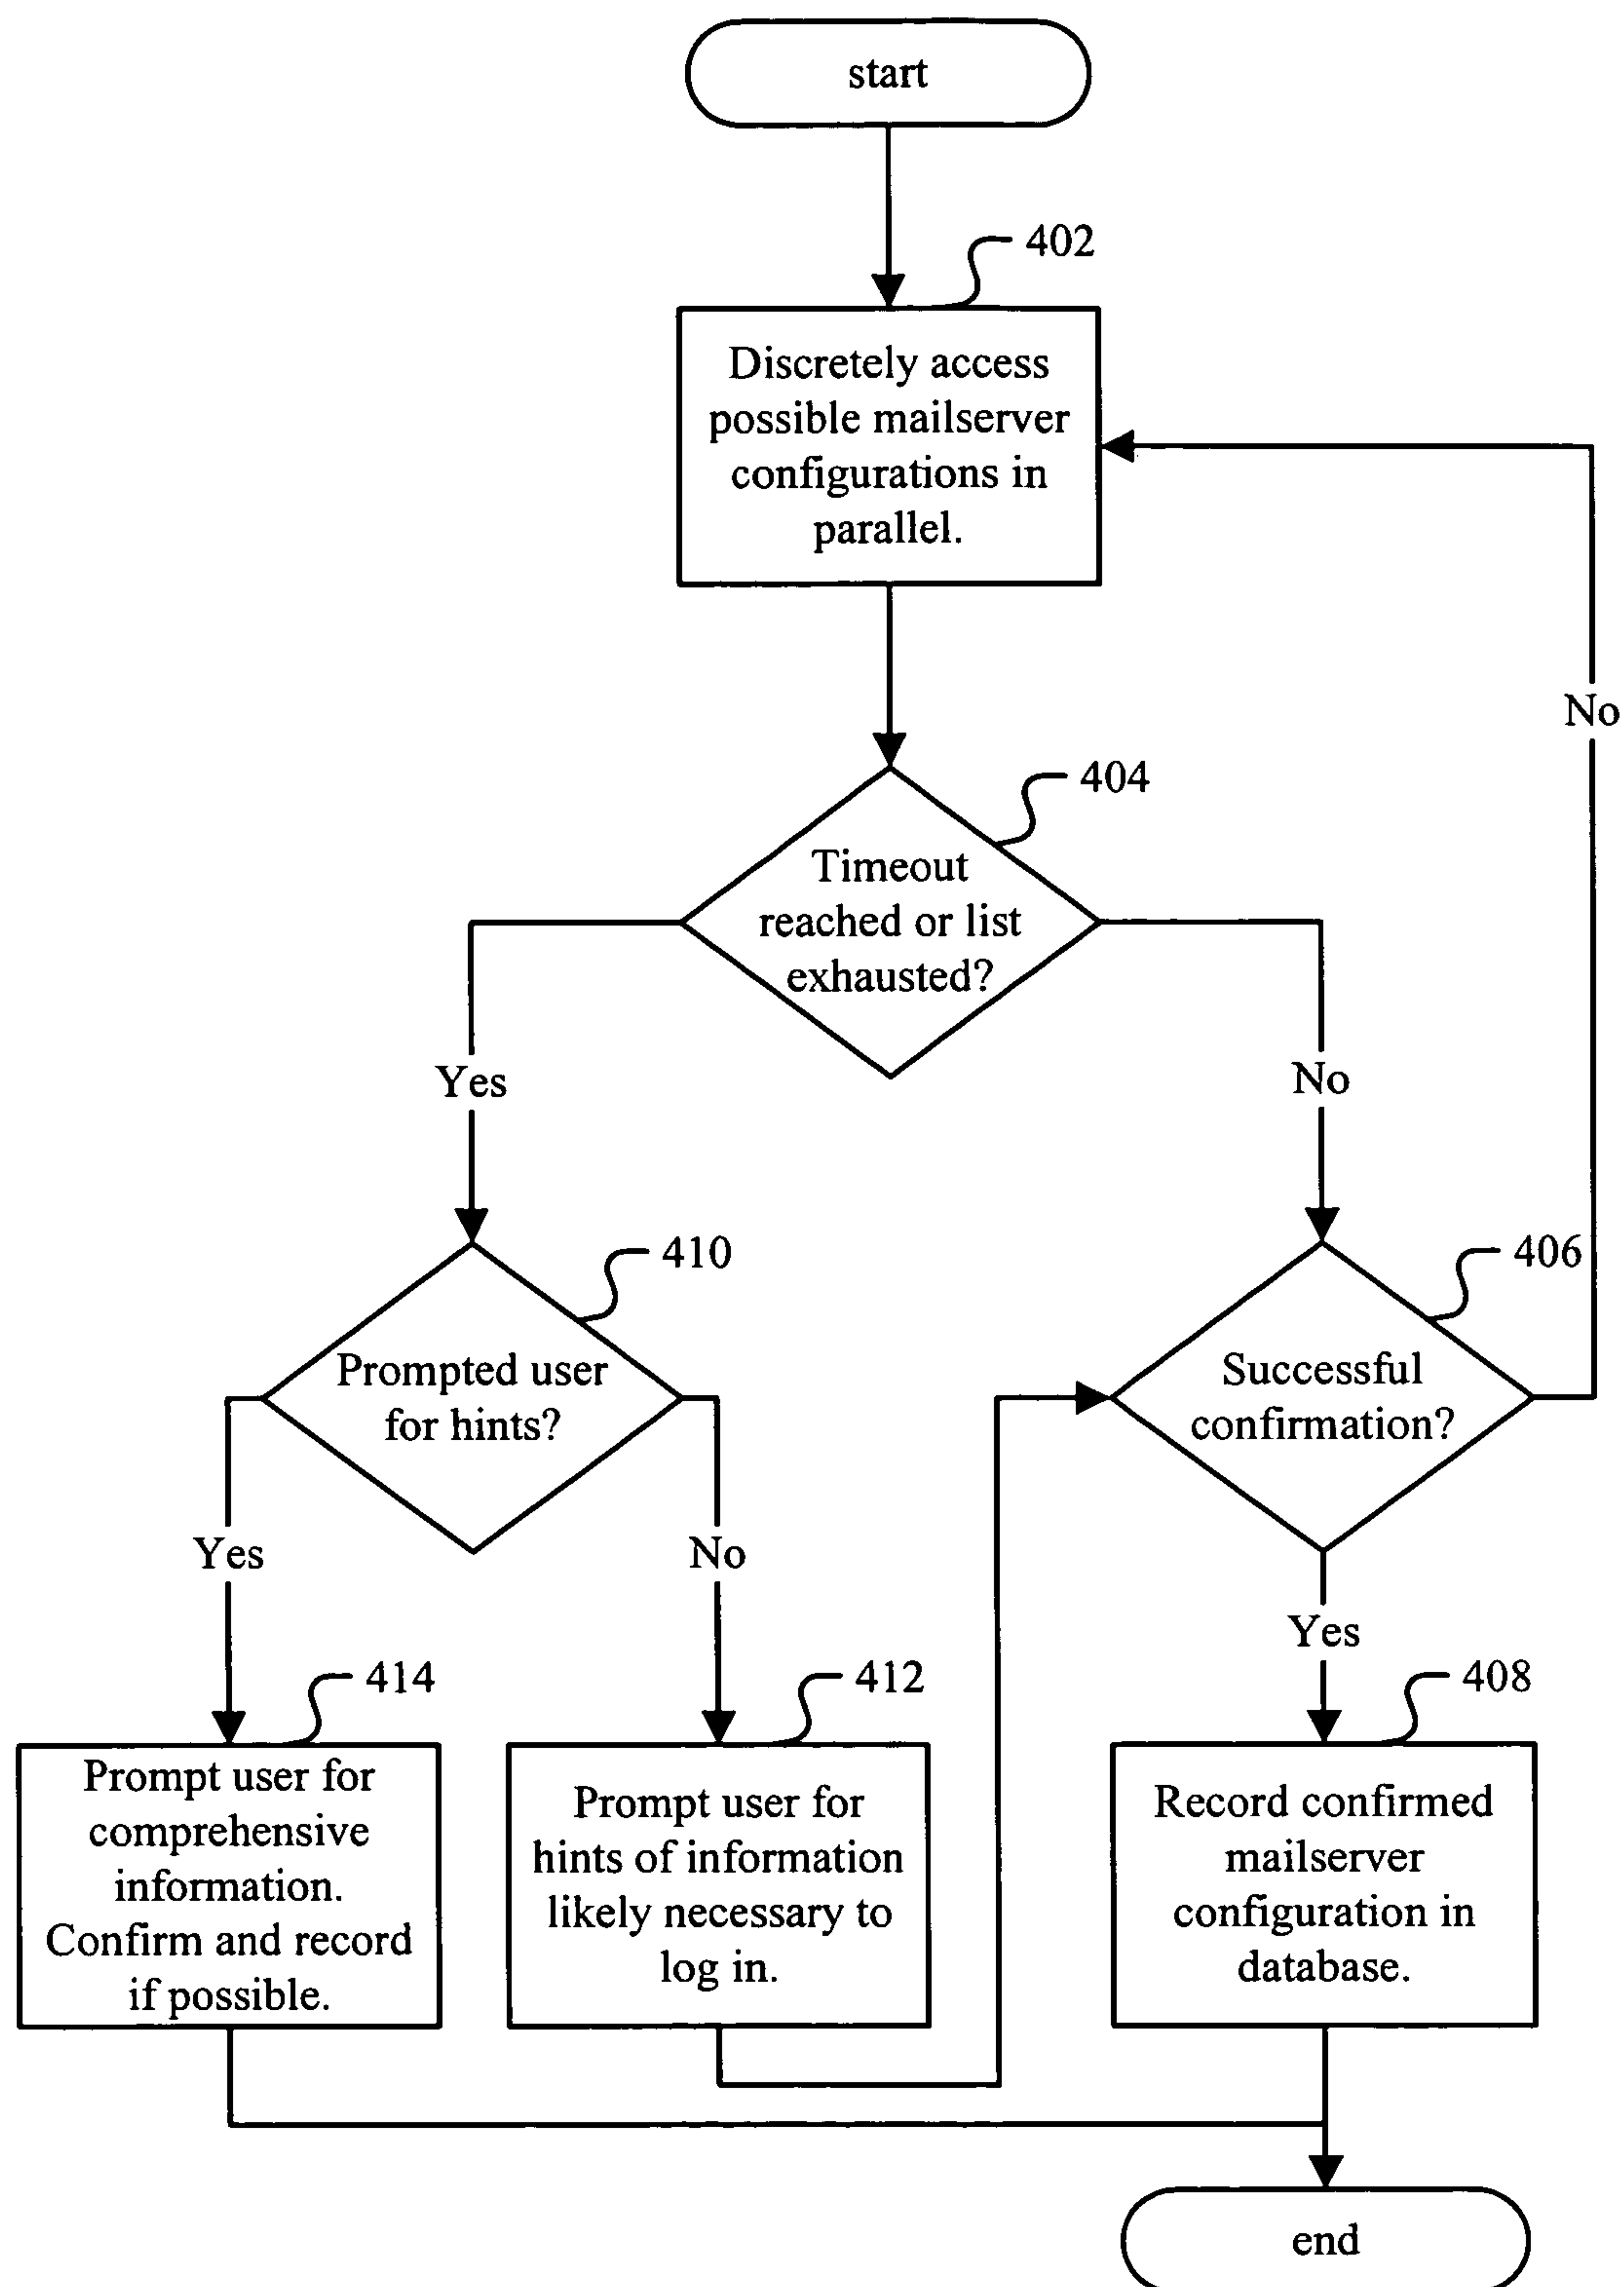 start
402
Discretely access
possible mailserver
configurations in
parallel.
No
404
Timeout
reached or list
exhausted?
Yes
No
410
406
Prompted user
for hints?
Successful
confirmation?
Yes
No
Yes
414
412
408
Prompt user for
comprehensive
information.
Confirm and record
if possible.
Prompt user for
hints of information
likely necessary to
log in.
Record confirmed
mailserver
configuration in
database.
end